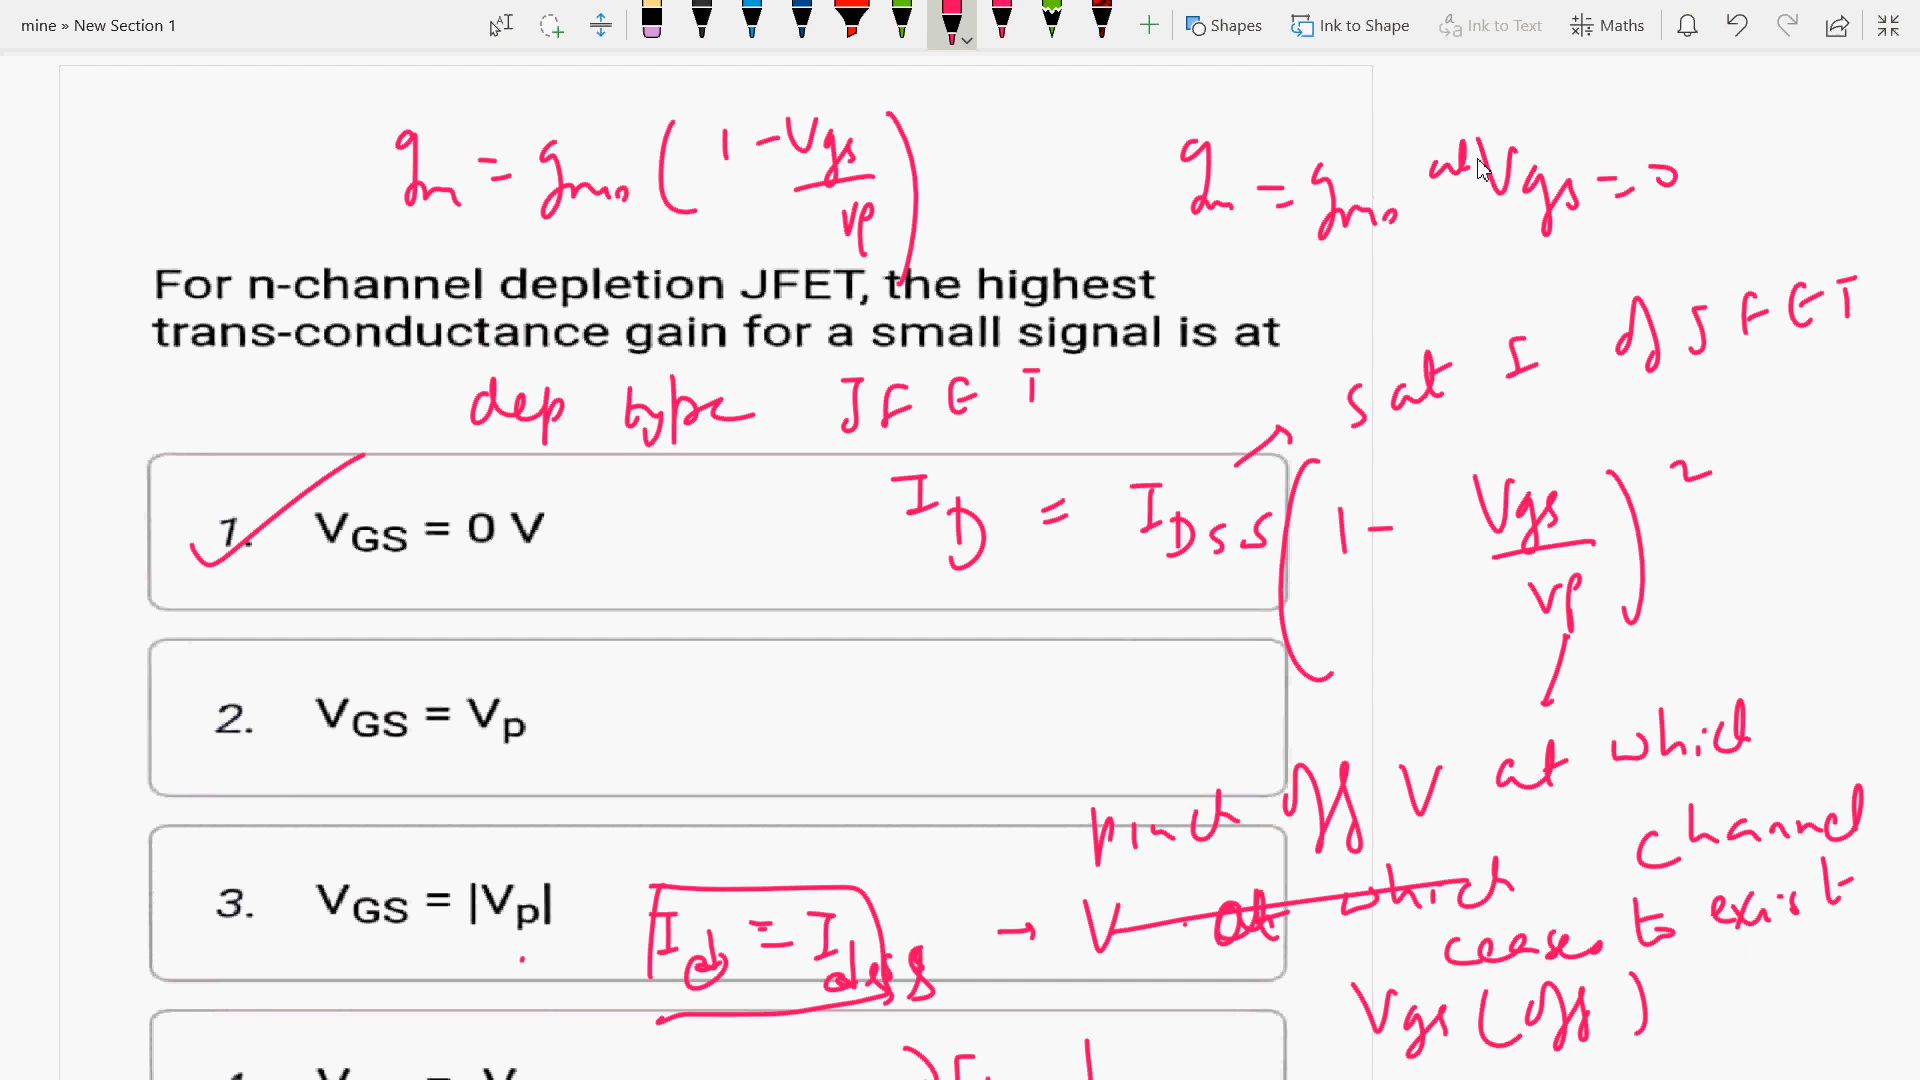 mine » New Section 1
Shapes Ink to Shape Ink to Text Maths
gm = gmo (1 - Vgs / Vp)
gm = gmo at Vgs = 0
For n-channel depletion JFET, the highest
trans-conductance gain for a small signal is at
dep type JFET
sat I of JFET
1. VGS = 0 V
ID = IDSS (1 - Vgs / Vp)2
2. VGS = Vp
pinch off V at which
channel
ceases to exist
3. VGS = |Vp|
Id = Idss → V at which
Vgs (off)